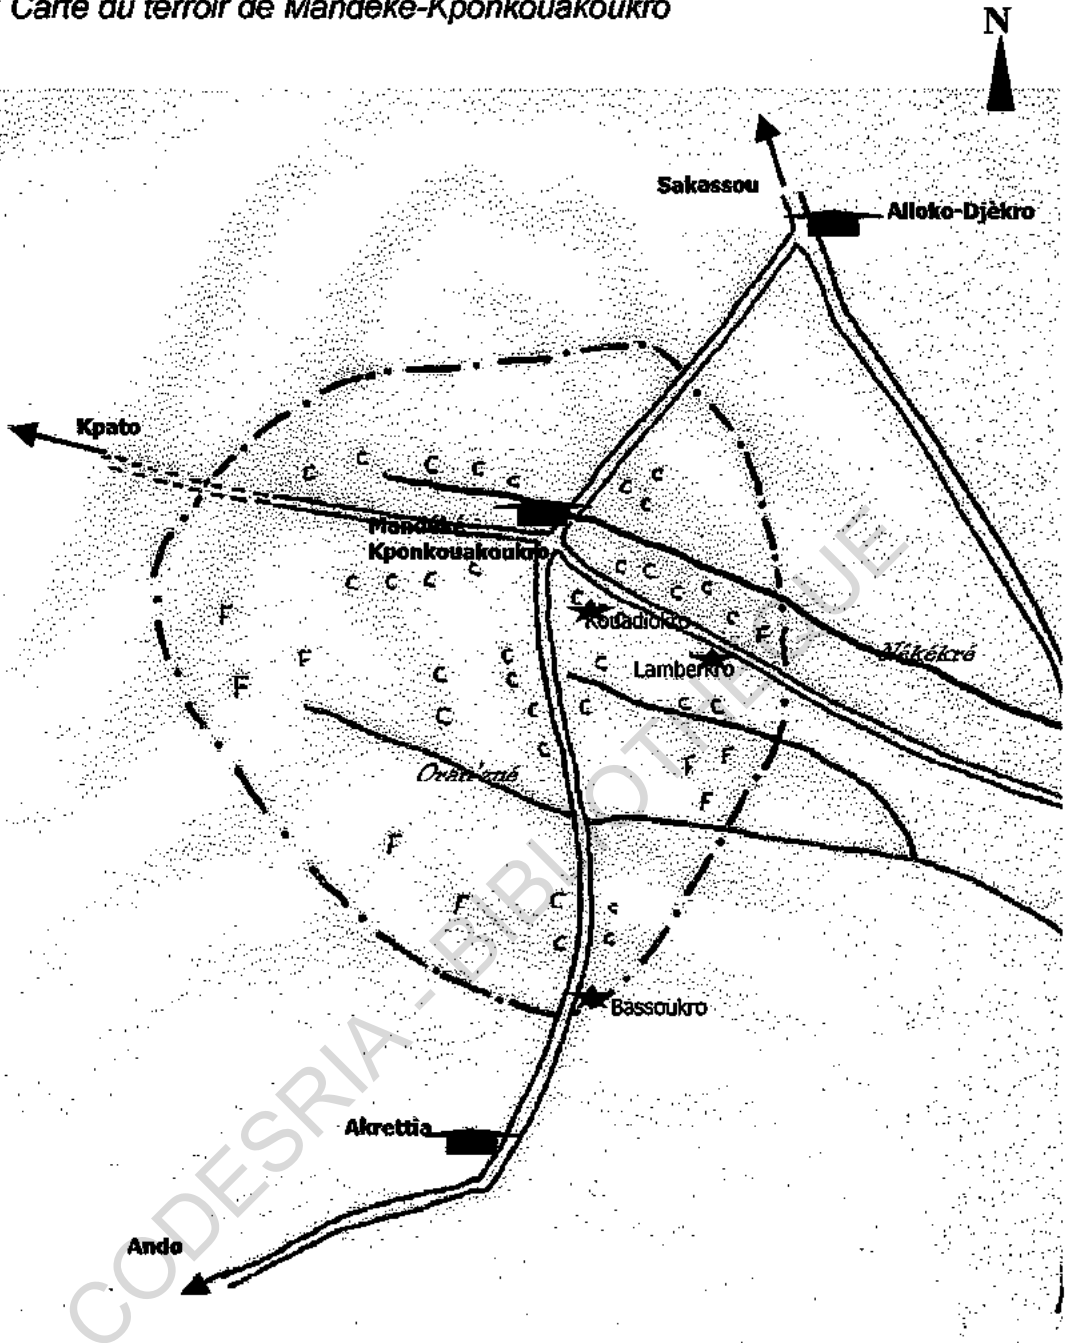 Carte du terroir de Mandéké-Kponkouakoukro
N
Sakassou
Alloko-Djèkro
Kpato
C C C C C
C C C
Mandéké
Kponkouakoukro
C C C C
C C C C C C
Kouadiokro
F
F
Lamberkro
Nékékré
F F
C C C C
C C C C C
C
F F F
CODESRIA - BIBLIOTHEQUE
F
F C C
C C
Bassoukro
Akrettia
Ando